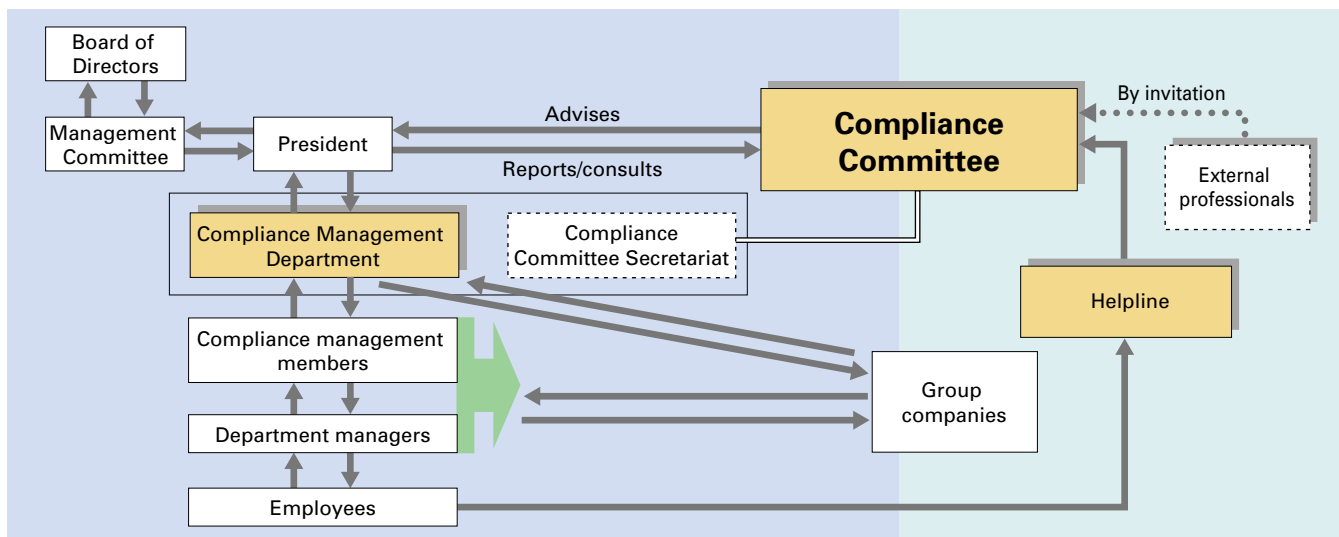 Board of
Directors
Management
Committee
President
Advises
Reports/consults
Compliance
Committee
By invitation
External
professionals
Compliance Management
Department
Compliance
Committee Secretariat
Helpline
Compliance management
members
Group
companies
Department managers
Employees